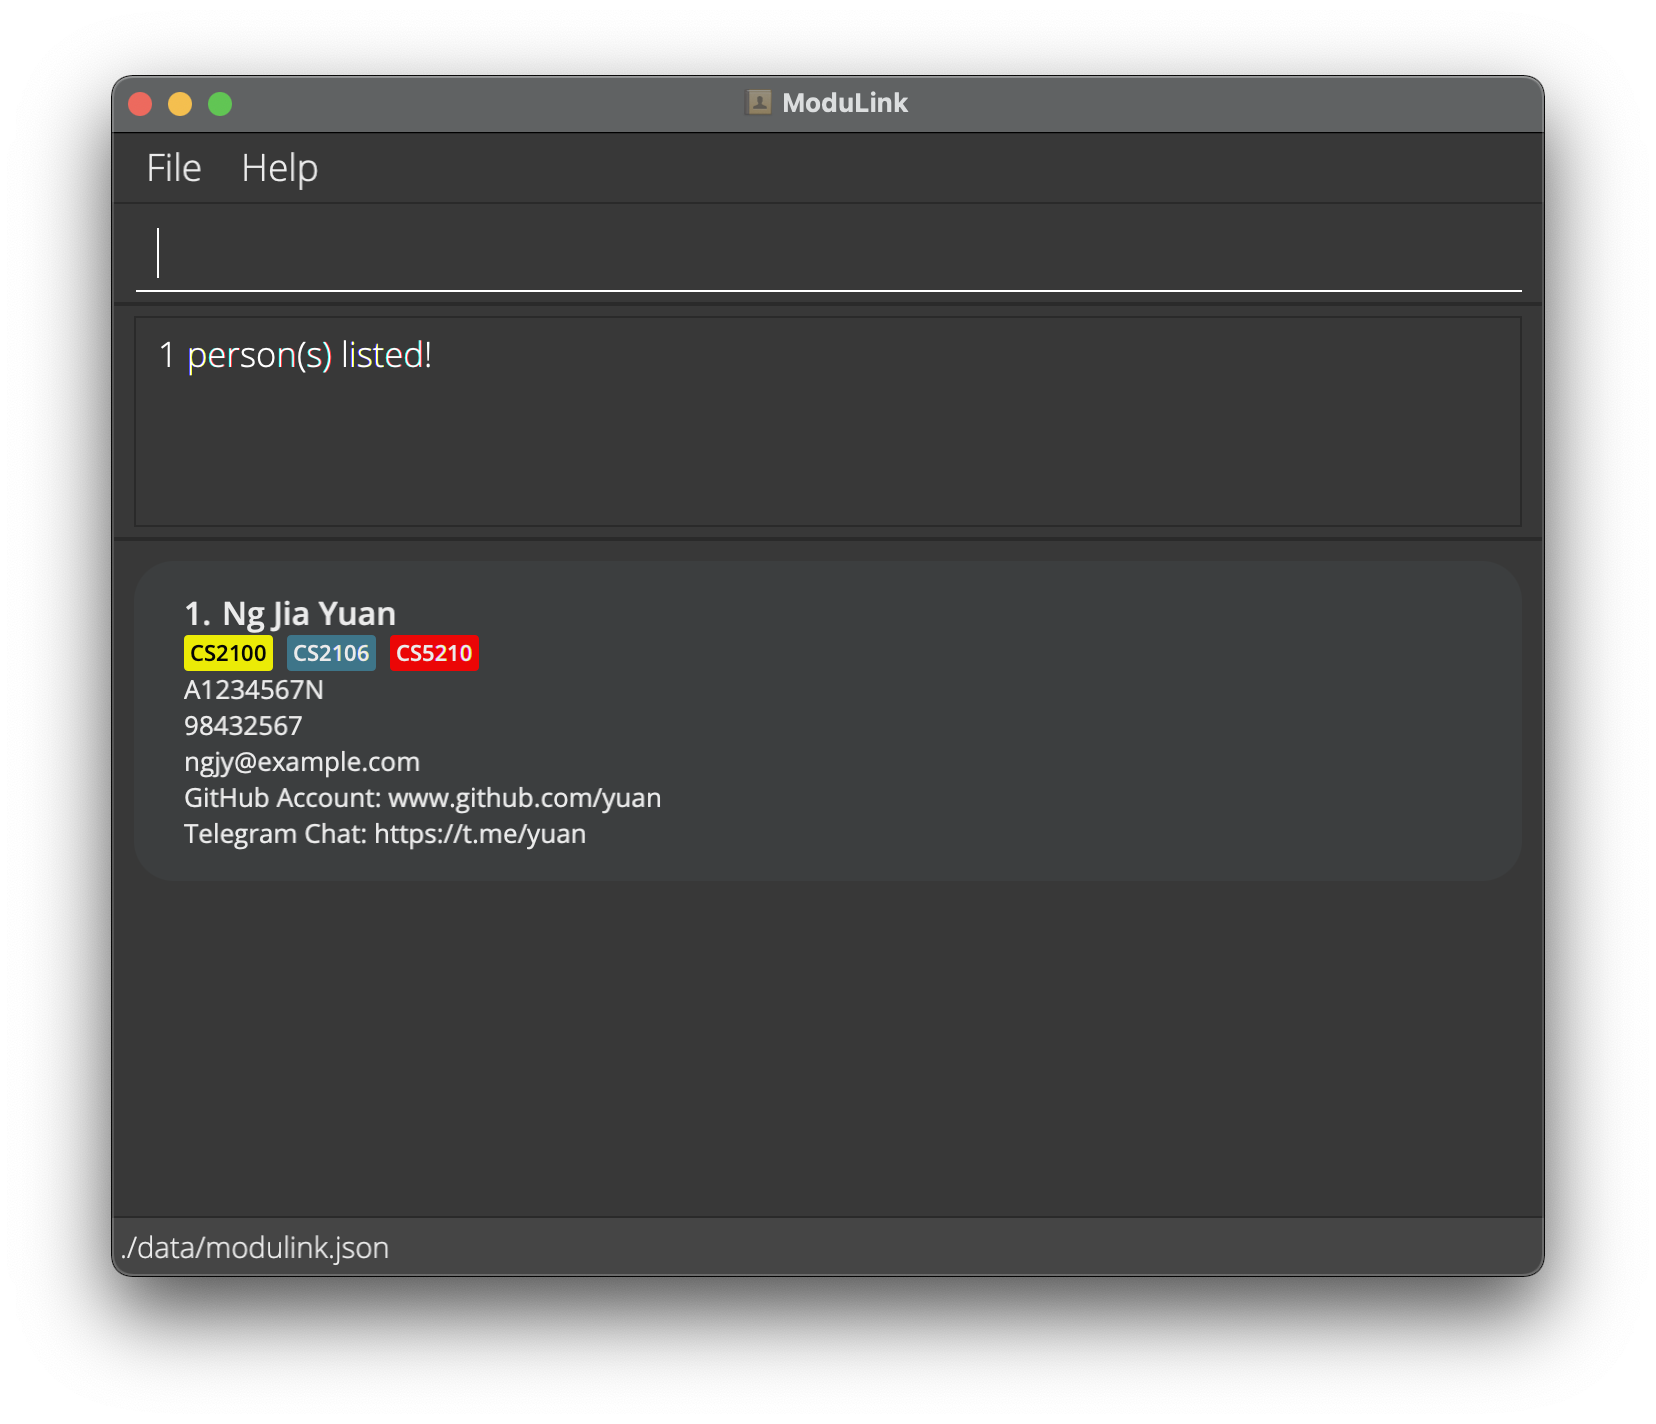 ModuLink
File Help
1 person(s) listed!
1. Ng Jia Yuan
CS2100 CS2106 CS5210
A1234567N
98432567
ngjy@example.com
GitHub Account: www.github.com/yuan
Telegram Chat: https://t.me/yuan
./data/modulink.json